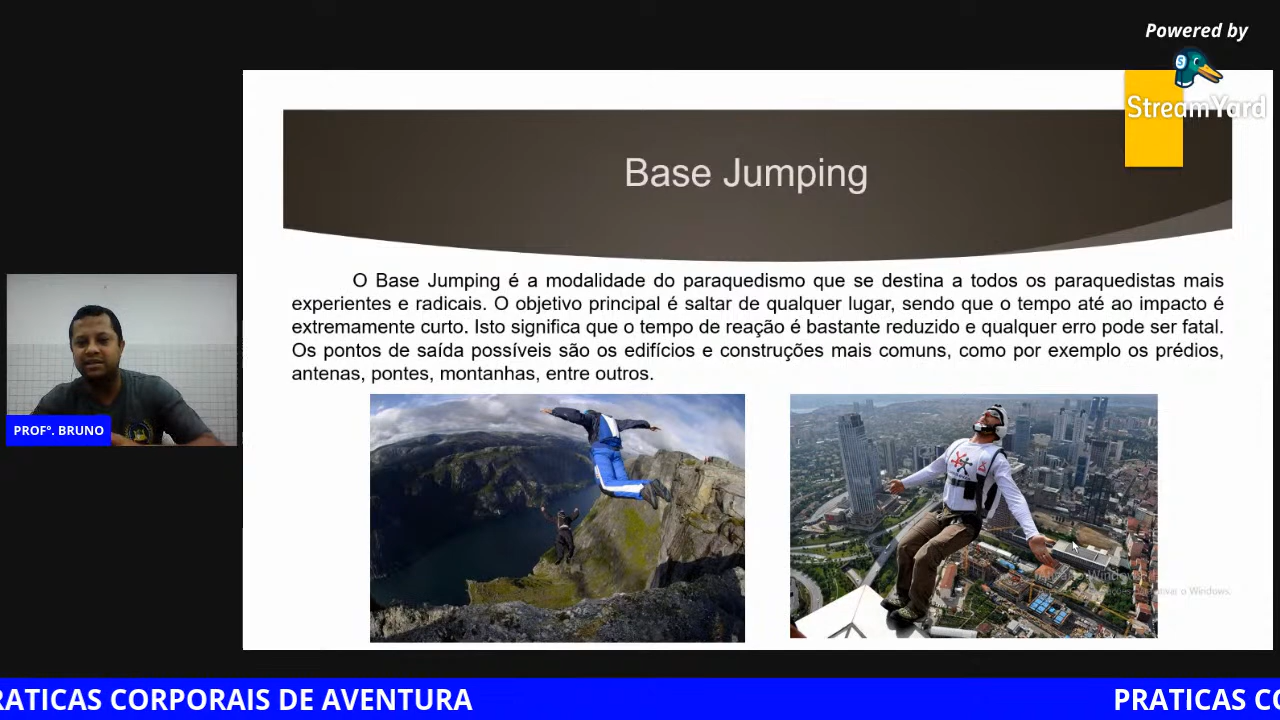 Powered by
StreamYard
Base Jumping
O Base Jumping é a modalidade do paraquedismo que se destina a todos os paraquedistas mais
experientes e radicais. O objetivo principal é saltar de qualquer lugar, sendo que o tempo até ao impacto é
extremamente curto. Isto significa que o tempo de reação é bastante reduzido e qualquer erro pode ser fatal.
Os pontos de saída possíveis são os edifícios e construções mais comuns, como por exemplo os prédios,
antenas, pontes, montanhas, entre outros.
PROFº. BRUNO
RATICAS CORPORAIS DE AVENTURA
PRATICAS CO